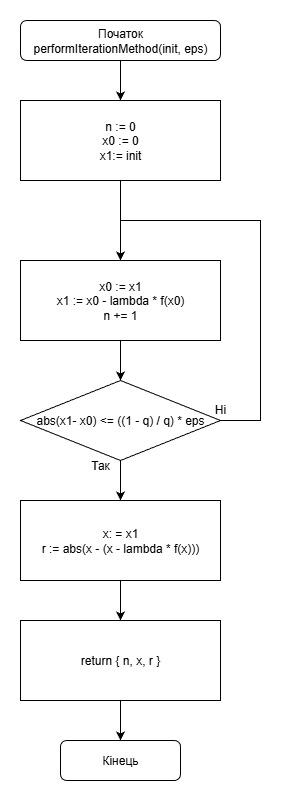 Початок
performIterationMethod(init, eps)
n := 0
x0 := 0
x1:= init
x0 := x1
x1 := x0 - lambda * f(x0)
n += 1
abs(x1- x0) <= ((1 - q) / q) * eps
Ні
Так
x: = x1
r := abs(x - (x - lambda * f(x)))
return { n, x, r }
Кінець